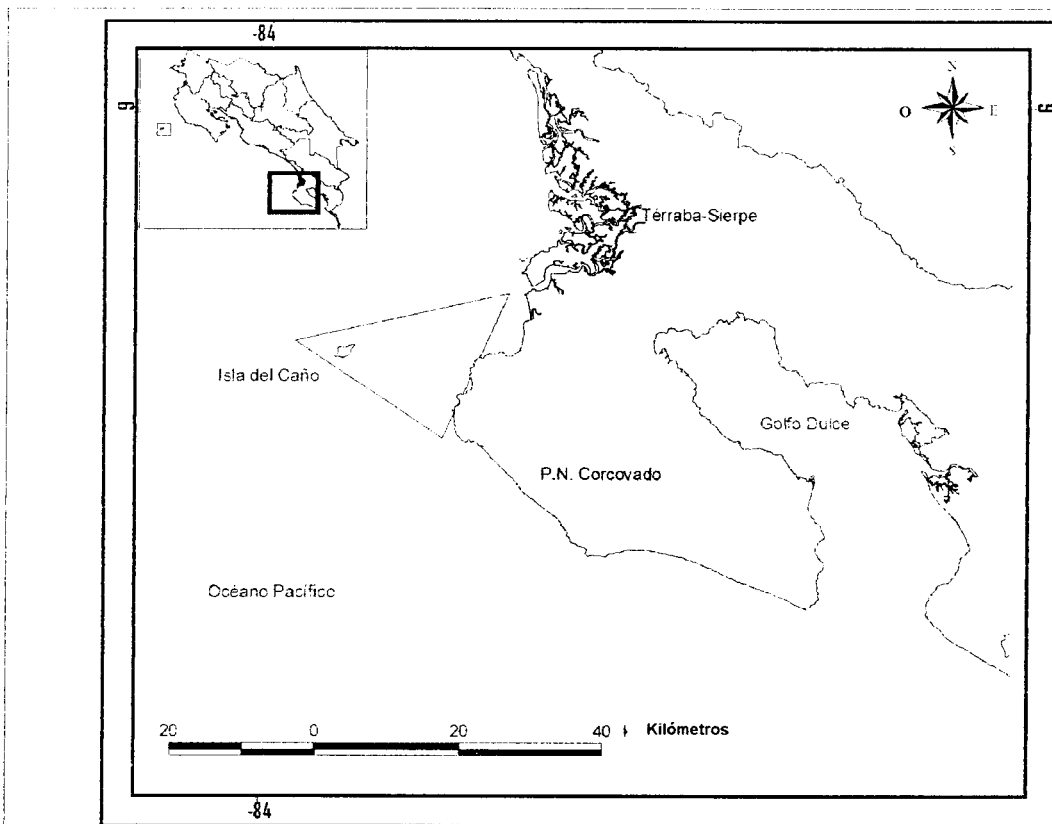 -84
9
9
N
O
E
S
Térraba-Sierpe
Isla del Caño
Golfo Dulce
P.N. Corcovado
Océano Pacífico
20 0 20 40 Kilómetros
-84